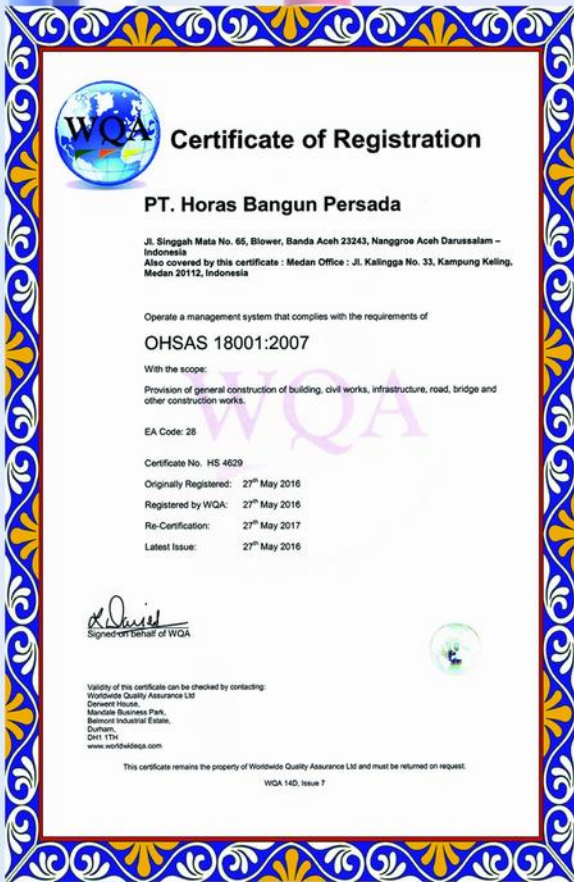 WQA
Certificate of Registration
PT. Horas Bangun Persada
Jl. Singgah Mata No. 65, Blower, Banda Aceh 23243, Nanggroe Aceh Darussalam –
Indonesia
Also covered by this certificate : Medan Office : Jl. Kalingga No. 33, Kampung Keling,
Medan 20112, Indonesia
Operate a management system that complies with the requirements of
OHSAS 18001:2007
With the scope:
Provision of general construction of building, civil works, infrastructure, road, bridge and
other construction works.
WQA
EA Code: 28
Certificate No. HS 4629
Originally Registered: 27th May 2016
Registered by WQA: 27th May 2016
Re-Certification: 27th May 2017
Latest Issue: 27th May 2016
Signed on behalf of WQA
Validity of this certificate can be checked by contacting:
Worldwide Quality Assurance Ltd
Derwent House,
Mandale Business Park,
Belmont Industrial Estate,
Durham,
DH1 1TH
www.worldwideqa.com
This certificate remains the property of Worldwide Quality Assurance Ltd and must be returned on request.
WQA 14D, Issue 7